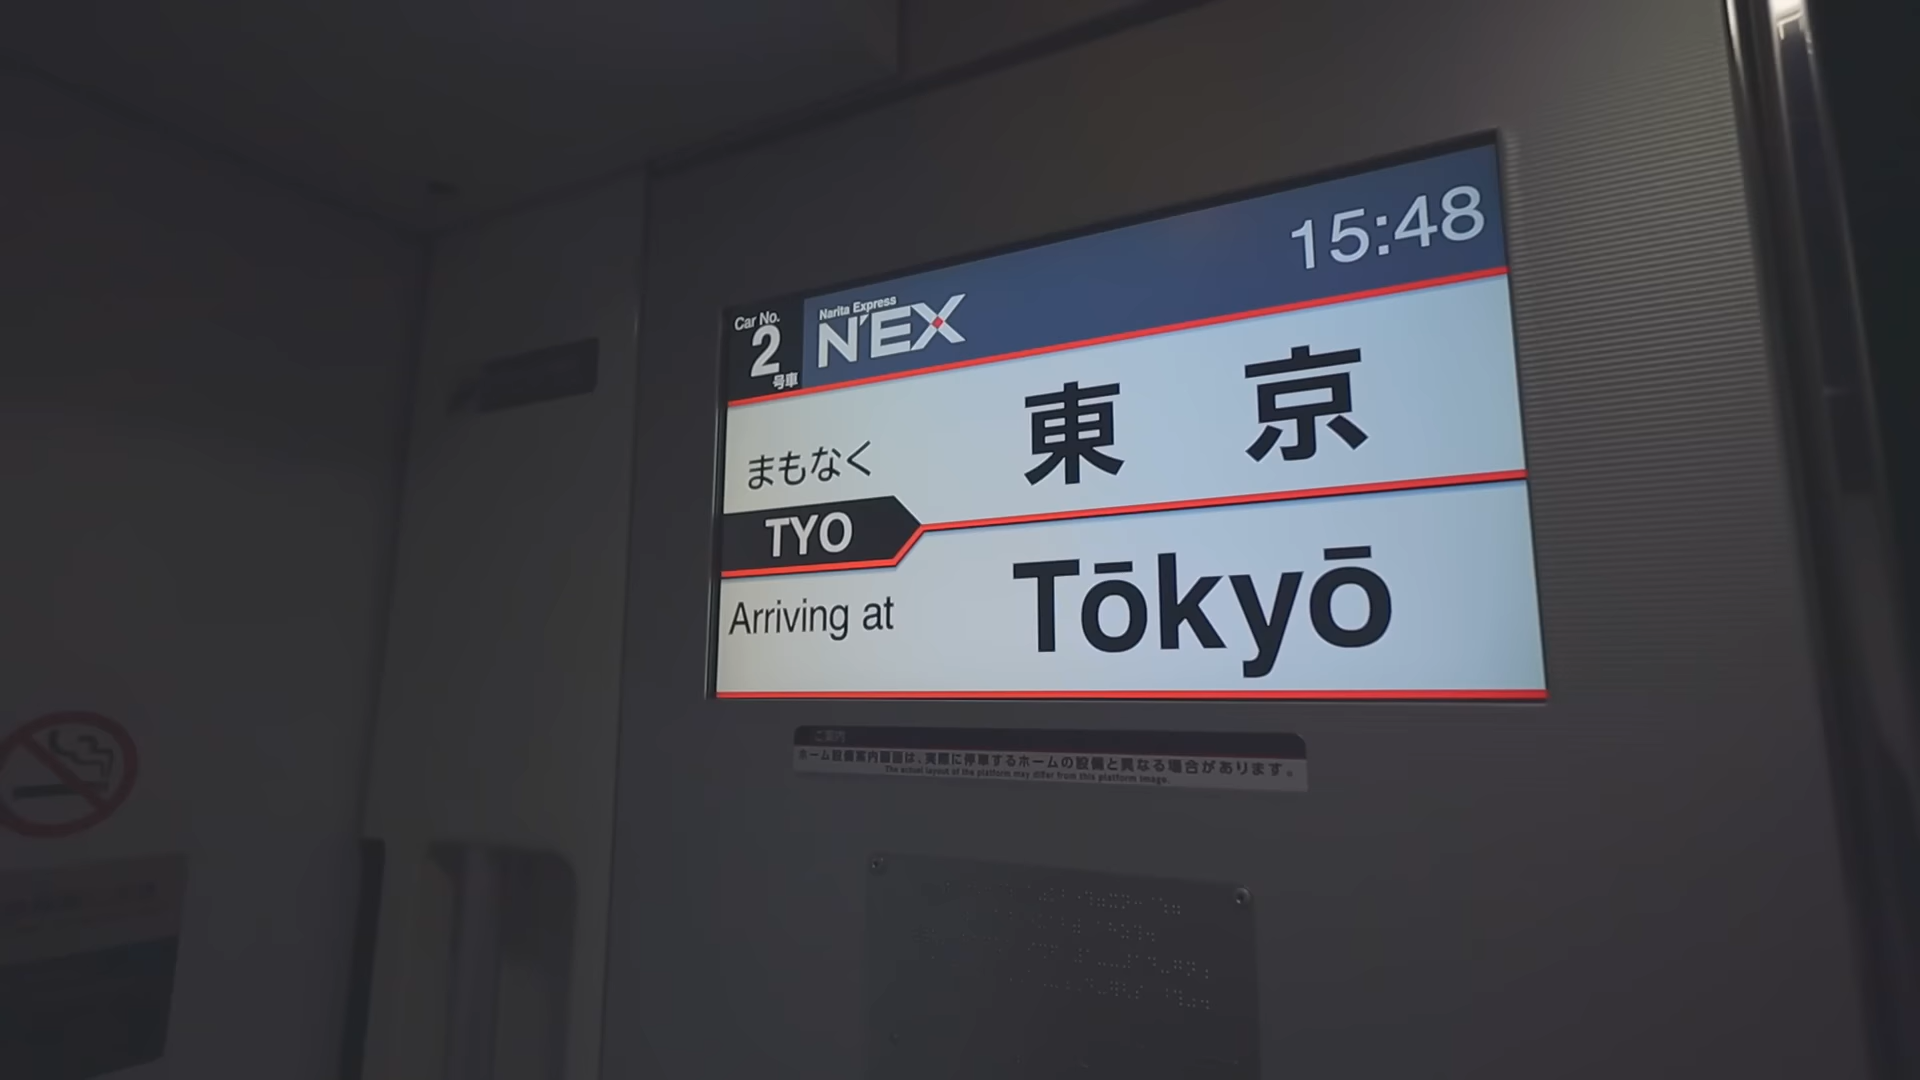 Car No.
2
号車
Narita Express
N'EX
15:48
まもなく
東京
TYO
Arriving at
Tōkyō
ご案内
ホーム設備案内画面は、実際に停車するホームの設備と異なる場合があります。
The actual layout of the platform may differ from this platform image.